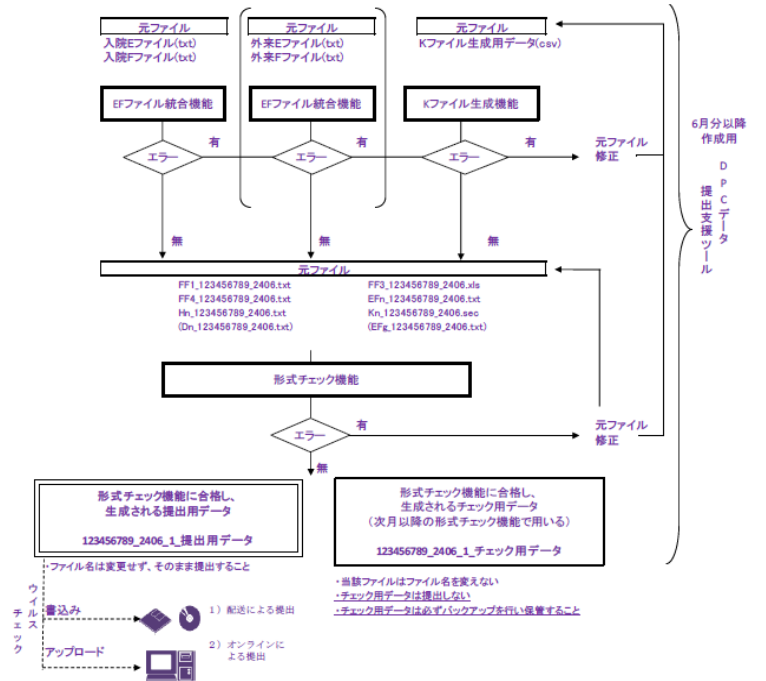 元ファイル
入院Eファイル(txt)
入院Fファイル(txt)
元ファイル
外来Eファイル(txt)
外来Fファイル(txt)
元ファイル
Kファイル生成用データ(csv)
EFファイル統合機能
EFファイル統合機能
Kファイル生成機能
エラー
有
エラー
有
エラー
有
元ファイル
修正
無
無
無
6月分以降
作成用
DPCデータ
提出支援ツール
元ファイル
FF1_123456789_2406.txt
FF3_123456789_2406.xls
FF4_123456789_2406.txt
EFn_123456789_2406.txt
Hn_123456789_2406.txt
Kn_123456789_2406.sec
(Dn_123456789_2406.txt)
(EFg_123456789_2406.txt)
形式チェック機能
エラー
有
元ファイル
修正
無
形式チェック機能に合格し、
生成される提出用データ
123456789_2406_1_提出用データ
形式チェック機能に合格し、
生成されるチェック用データ
(次月以降の形式チェック機能で用いる)
123456789_2406_1_チェック用データ
・ファイル名は変更せず、そのまま提出すること
・当該ファイルはファイル名を変えない
・チェック用データは提出しない
・チェック用データは必ずバックアップを行い保管すること
ウイルス
チェック
書込み
1)配送による提出
アップロード
2)オンラインに
よる提出